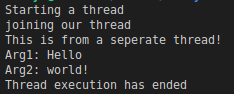 Starting a thread
joining our thread
This is from a seperate thread!
Arg1: Hello
Arg2: world!
Thread execution has ended